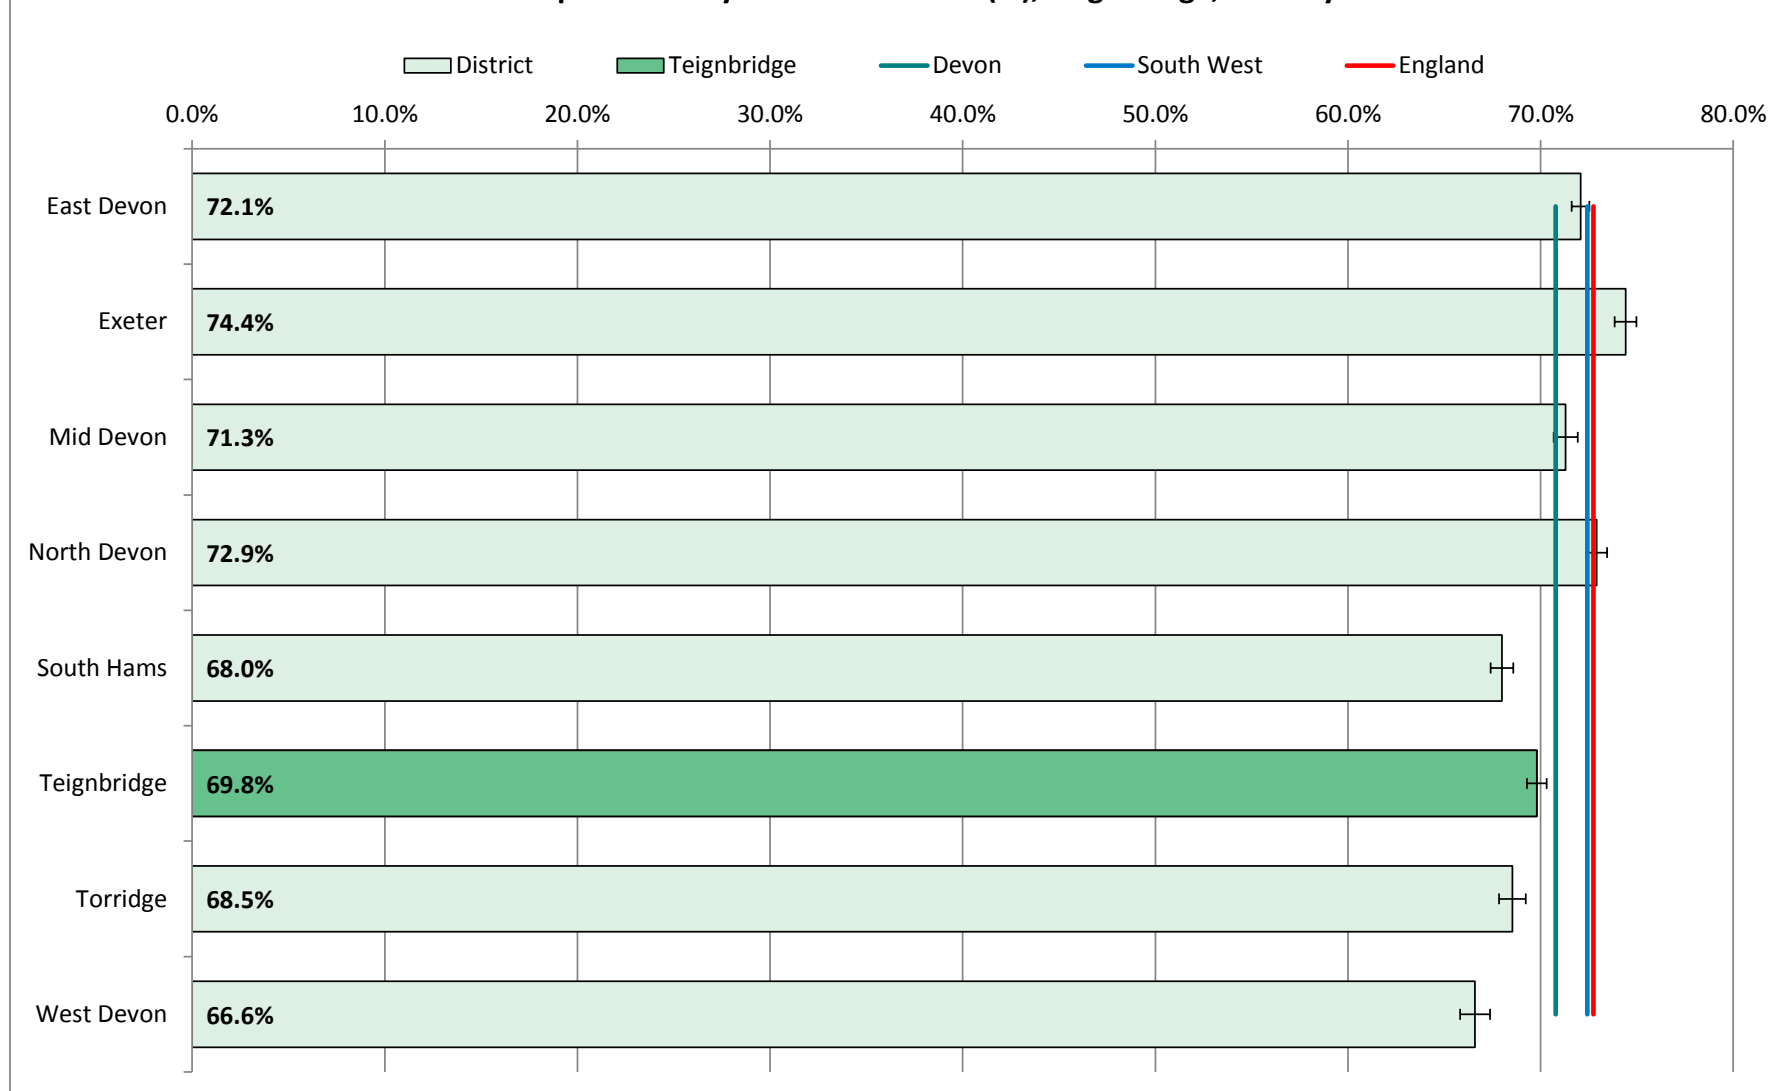 District Teignbridge Devon South West England
0.0% 10.0% 20.0% 30.0% 40.0% 50.0% 60.0% 70.0% 80.0%
East Devon 72.1%
Exeter 74.4%
Mid Devon 71.3%
North Devon 72.9%
South Hams 68.0%
Teignbridge 69.8%
Torridge 68.5%
West Devon 66.6%